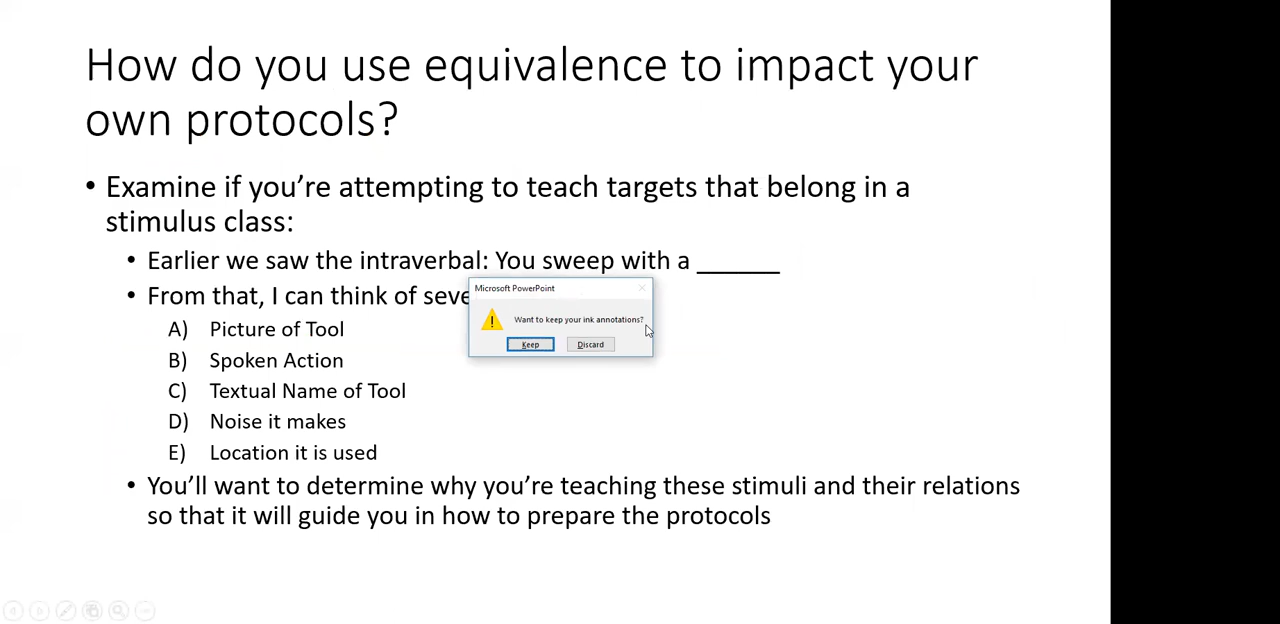 How do you use equivalence to impact your
own protocols?
• Examine if you're attempting to teach targets that belong in a
stimulus class:
• Earlier we saw the intraverbal: You sweep with a ______
• From that, I can think of seve
Microsoft PowerPoint
Want to keep your ink annotations?
Keep
Discard
A) Picture of Tool
B) Spoken Action
C) Textual Name of Tool
D) Noise it makes
E) Location it is used
• You'll want to determine why you're teaching these stimuli and their relations
so that it will guide you in how to prepare the protocols